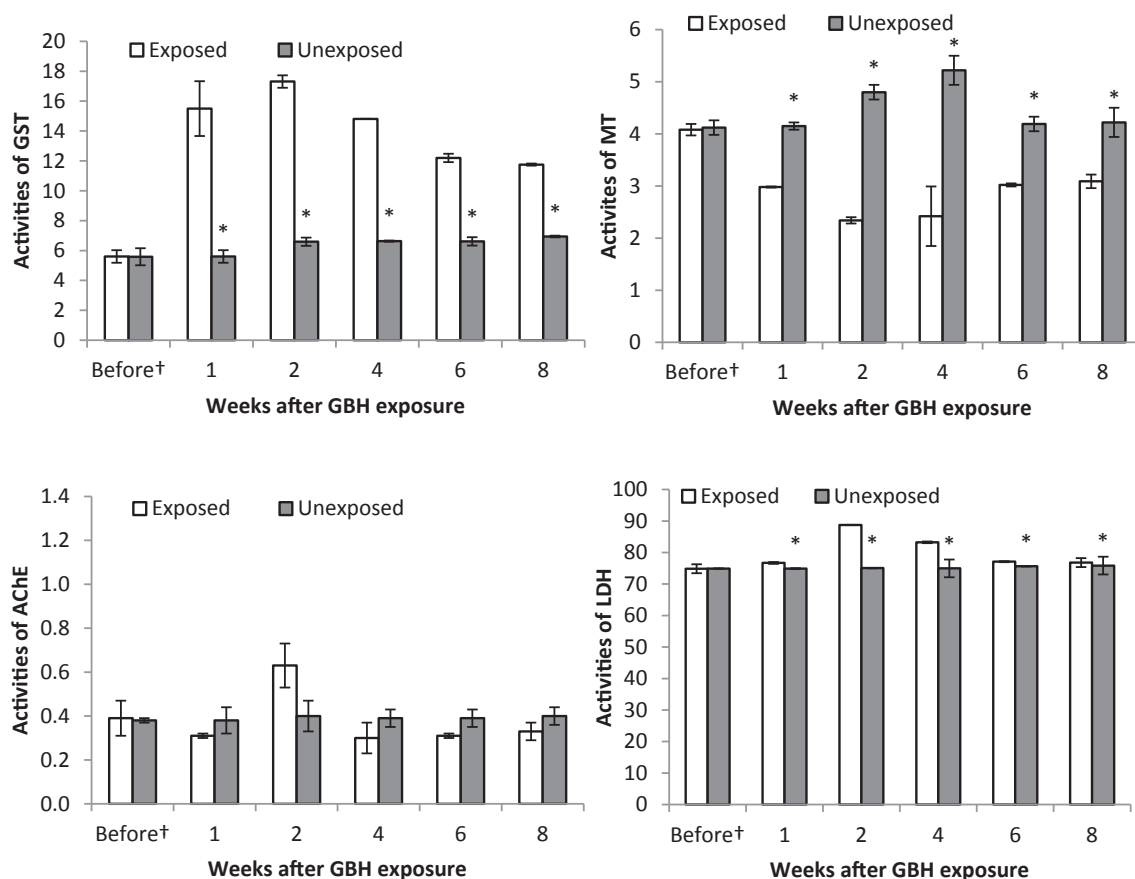 Exposed Unexposed
Activities of GST
20
18
16
14
12
10
8
6
4
2
0
* * * * *
Before† 1 2 4 6 8
Weeks after GBH exposure
Exposed Unexposed
Activites of MT
6
5
4
3
2
1
0
* * * * *
Before† 1 2 4 6 8
Weeks after GBH exposure
Exposed Unexposed
Activities of AChE
1.4
1.2
1.0
0.8
0.6
0.4
0.2
0.0
Before† 1 2 4 6 8
Weeks after GBH exposure
Exposed Unexposed
Activities of LDH
100
90
80
70
60
50
40
30
20
10
0
* * * * *
Before† 1 2 4 6 8
Weeks after GBH exposure